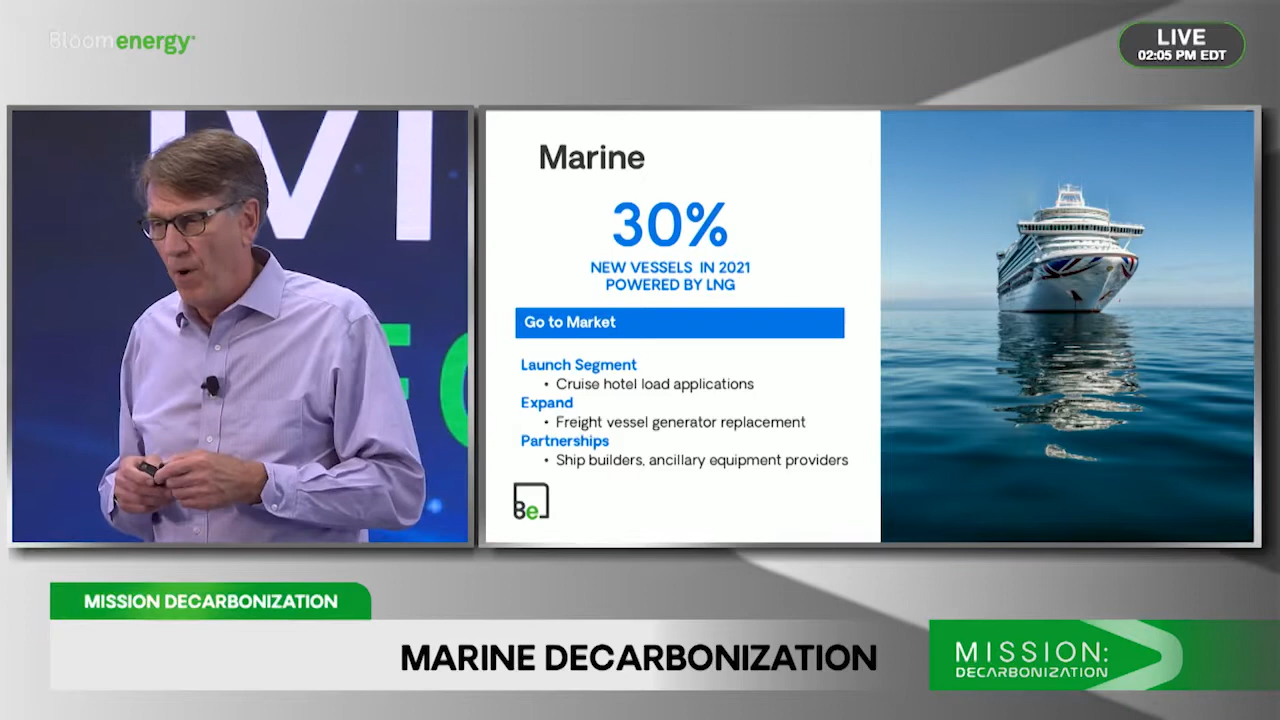 Bloomenergy
LIVE
02:05 PM EDT
Marine
30%
NEW VESSELS IN 2021
POWERED BY LNG
Go to Market
Launch Segment
• Cruise hotel load applications
Expand
• Freight vessel generator replacement
Partnerships
• Ship builders, ancillary equipment providers
Be
MISSION DECARBONIZATION
MARINE DECARBONIZATION
MISSION:
DECARBONIZATION